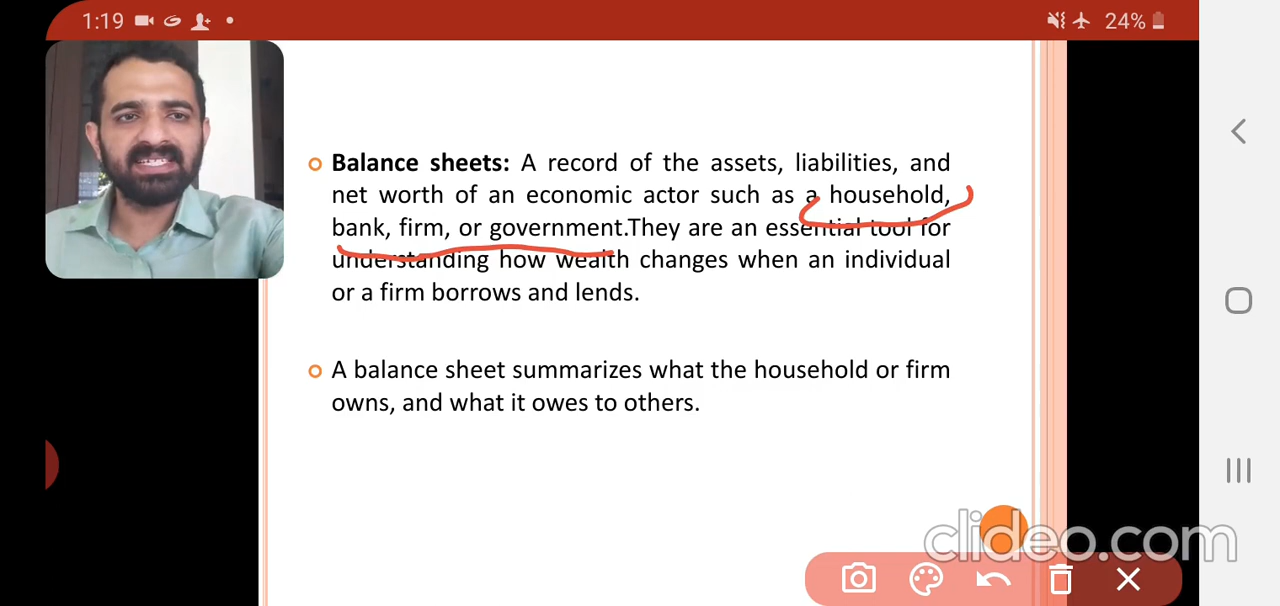 1:19
24%
Balance sheets: A record of the assets, liabilities, and
net worth of an economic actor such as a household,
bank, firm, or government.They are an essential tool for
understanding how wealth changes when an individual
or a firm borrows and lends.
A balance sheet summarizes what the household or firm
owns, and what it owes to others.
clideo.com